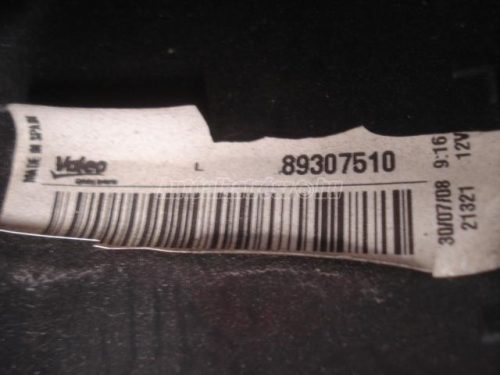 MADE IN SPAIN
Valeo
L 89307510
30/07/08 9:16
21321 12V